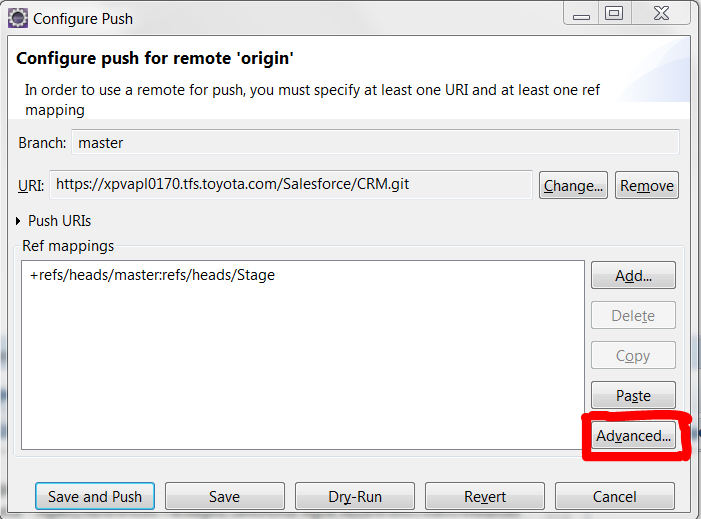 Configure Push
Configure push for remote 'origin'
In order to use a remote for push, you must specify at least one URI and at least one ref
mapping
Branch: master
URI: https://xpvapl0170.tfs.toyota.com/Salesforce/CRM.git Change... Remove
Push URIs
Ref mappings
+refs/heads/master:refs/heads/Stage
Add...
Delete
Copy
Paste
Advanced...
Save and Push Save Dry-Run Revert Cancel